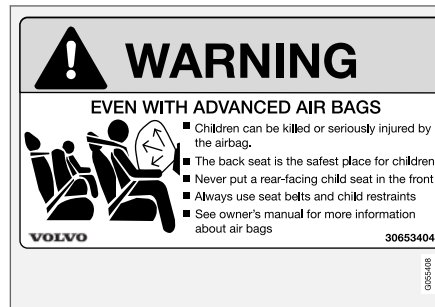 WARNING
EVEN WITH ADVANCED AIR BAGS
■ Children can be killed or seriously injured by
the airbag.
■ The back seat is the safest place for children
■ Never put a rear-facing child seat in the front
■ Always use seat belts and child restraints
■ See owner's manual for more information
about air bags
VOLVO
30653404
G055408